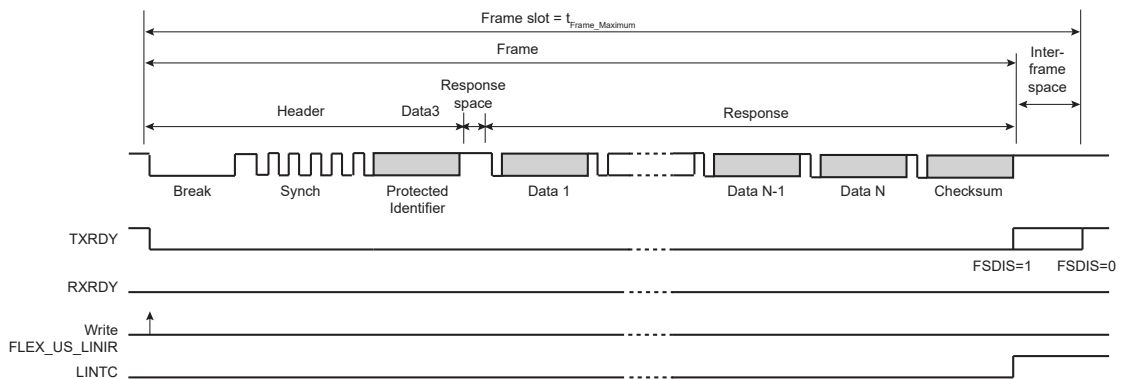 Frame slot = tFrame_Maximum
Frame
Inter-
frame
space
Response
space
Header
Data3
Response
Break
Synch
Protected
Identifier
Data 1
Data N-1
Data N
Checksum
TXRDY
FSDIS=1
FSDIS=0
RXRDY
Write
FLEX_US_LINIR
LINTC